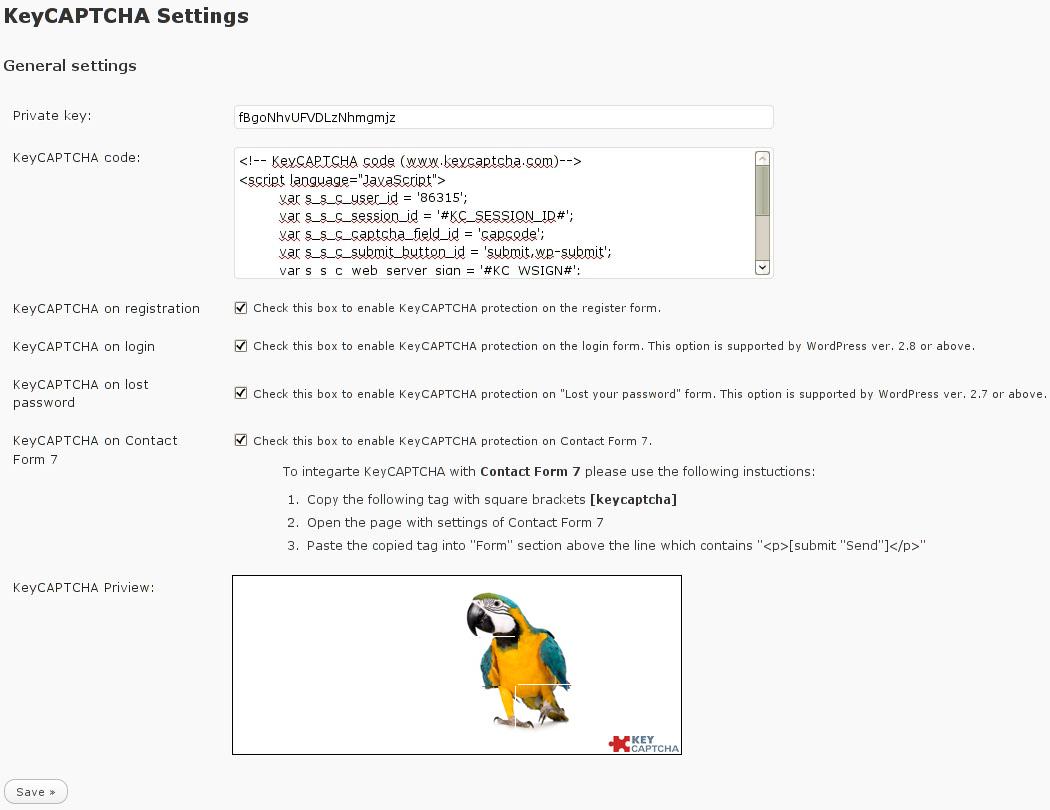 KeyCAPTCHA Settings
General settings
Private key:
fBgoNhvUFVDLzNhmgmjz
KeyCAPTCHA code:
<!-- KeyCAPTCHA code (www.keycaptcha.com)-->
<script language="JavaScript">
var s_s_c_user_id = '86315';
var s_s_c_session_id = '#KC_SESSION_ID#';
var s_s_c_captcha_field_id = 'capcode';
var s_s_c_submit_button_id = 'submit,wp-submit';
var s_s_c_web_server_sign = '#KC_WSIGN#';
KeyCAPTCHA on registration
Check this box to enable KeyCAPTCHA protection on the register form.
KeyCAPTCHA on login
Check this box to enable KeyCAPTCHA protection on the login form. This option is supported by WordPress ver. 2.8 or above.
KeyCAPTCHA on lost
password
Check this box to enable KeyCAPTCHA protection on "Lost your password" form. This option is supported by WordPress ver. 2.7 or above.
KeyCAPTCHA on Contact
Form 7
Check this box to enable KeyCAPTCHA protection on Contact Form 7.
To integarte KeyCAPTCHA with Contact Form 7 please use the following instuctions:
1. Copy the following tag with square brackets [keycaptcha]
2. Open the page with settings of Contact Form 7
3. Paste the copied tag into "Form" section above the line which contains "<p>[submit "Send"]</p>"
KeyCAPTCHA Priview:
KEY
CAPTCHA
Save »